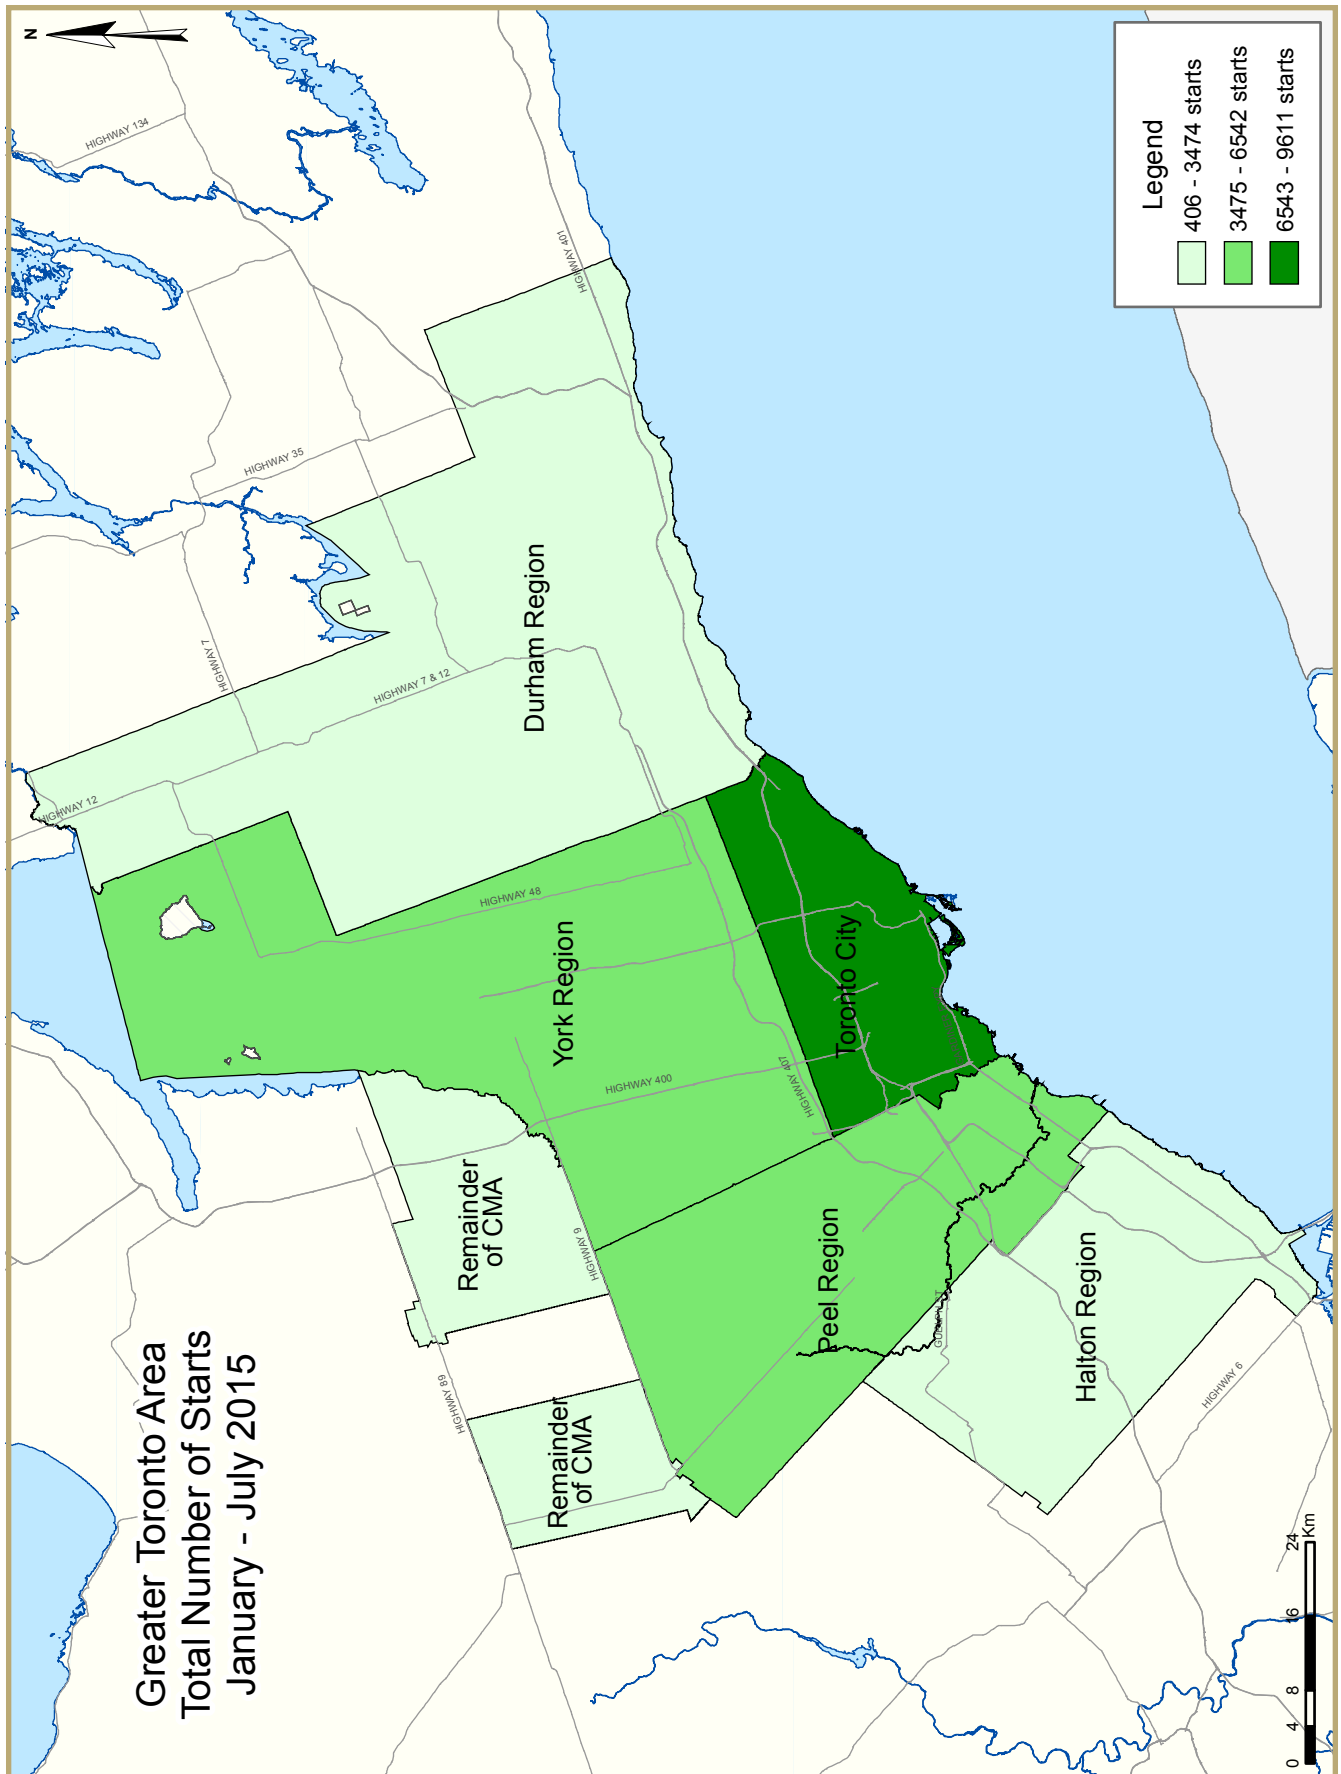 Greater Toronto Area
Total Number of Starts
January - July 2015
N
HIGHWAY 134
HIGHWAY 401
HIGHWAY 35
HIGHWAY 7
HIGHWAY 7 & 12
HIGHWAY 12
Durham Region
HIGHWAY 48
York Region
HIGHWAY 400
HIGHWAY 407
Toronto City
Remainder
of CMA
HIGHWAY 9
HIGHWAY 89
Remainder
of CMA
Peel Region
Halton Region
HIGHWAY 6
Legend
406 - 3474 starts
3475 - 6542 starts
6543 - 9611 starts
0 4 8 16 24
Km